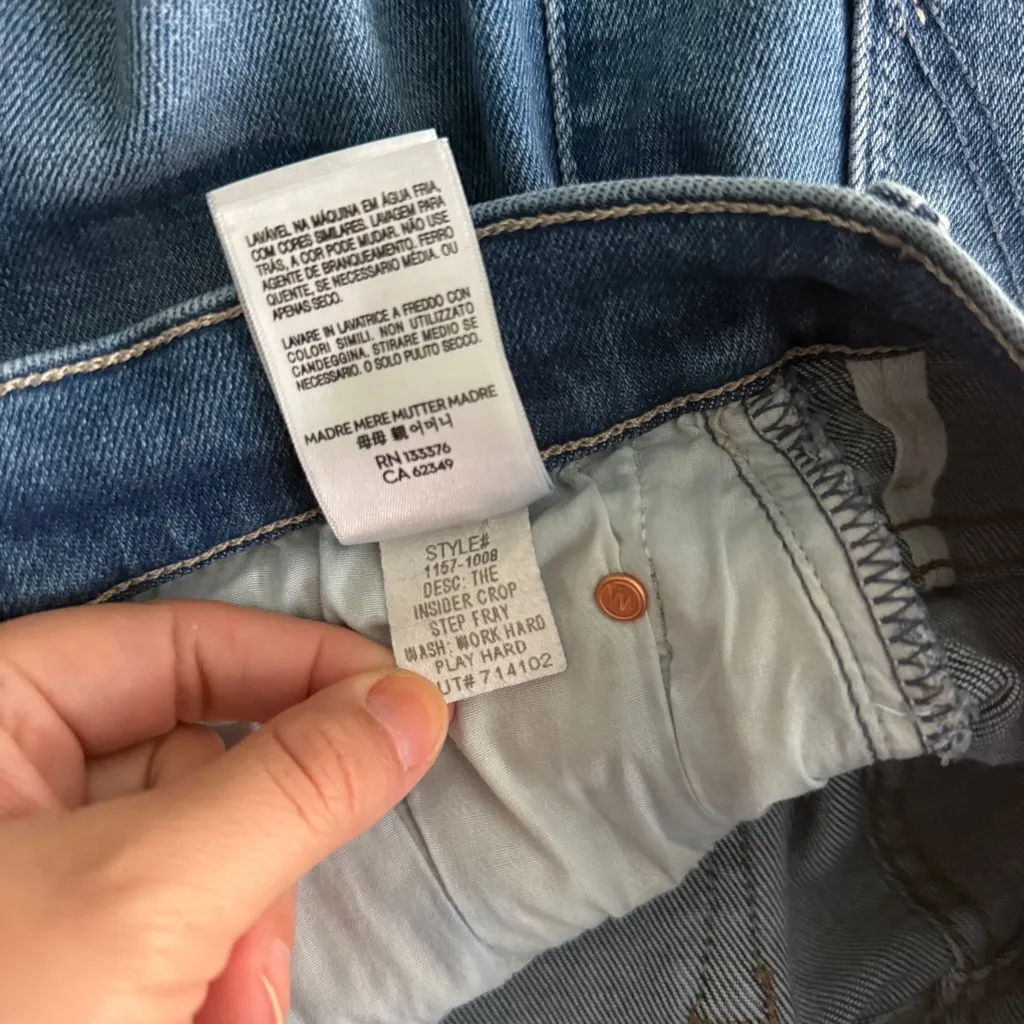 LAVÁVEL NA MÁQUINA EM ÁGUA FRIA,
COM CORES SIMILARES. LAVAGEM PARA
TRÁS, A COR PODE MUDAR. NÃO USE
AGENTE DE BRANQUEAMENTO. FERRO
QUENTE, SE NECESSARIO MÉDIA. OU
APENAS SECO.
LAVARE IN LAVATRICE A FREDDO CON
COLORI SIMILI. NON UTILIZZATO
CANDEGGINA. STIRARE MEDIO SE
NECESSARIO. O SOLO PULITO SECCO.
MADRE MERE MUTTER MADRE
母母 親 어머니
RN 133376
CA 62349
STYLE#
1157-1008
DESC: THE
INSIDER CROP
STEP FRAY
WASH: WORK HARD
PLAY HARD
UT# 714102